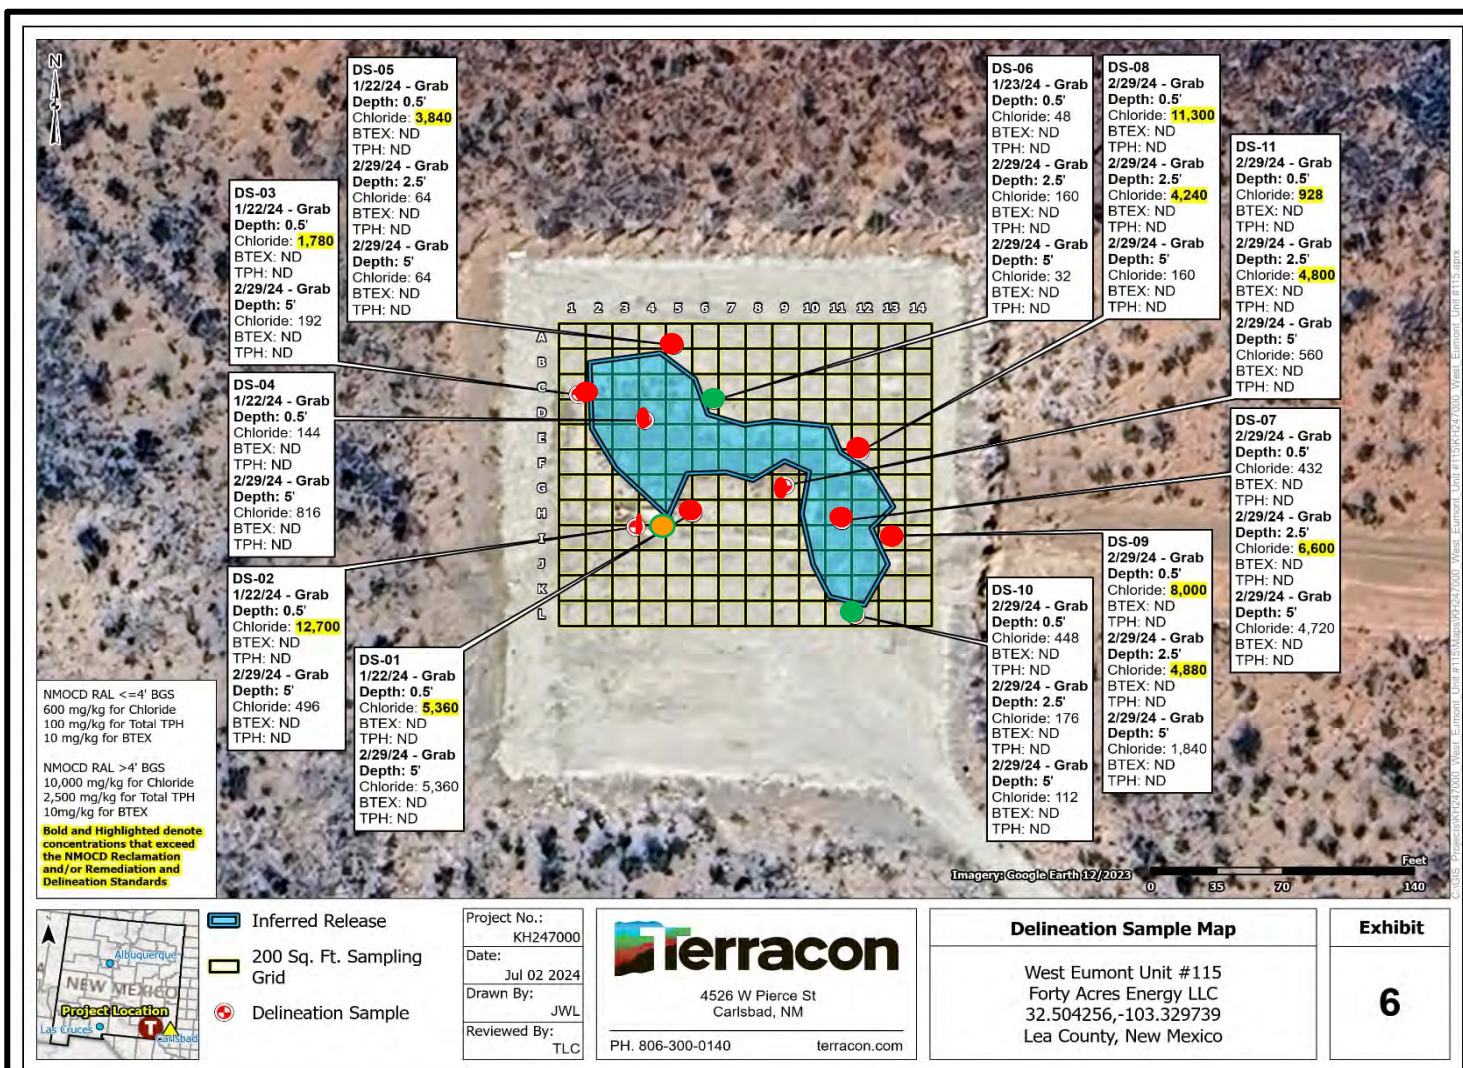 N
DS-05
1/22/24 - Grab
Depth: 0.5'
Chloride: 3,840
BTEX: ND
TPH: ND
2/29/24 - Grab
Depth: 2.5'
Chloride: 64
BTEX: ND
TPH: ND
2/29/24 - Grab
Depth: 5'
Chloride: 64
BTEX: ND
TPH: ND
DS-06
1/23/24 - Grab
Depth: 0.5'
Chloride: 48
BTEX: ND
TPH: ND
2/29/24 - Grab
Depth: 2.5'
Chloride: 160
BTEX: ND
TPH: ND
2/29/24 - Grab
Depth: 5'
Chloride: 32
BTEX: ND
TPH: ND
DS-08
2/29/24 - Grab
Depth: 0.5'
Chloride: 11,300
BTEX: ND
TPH: ND
2/29/24 - Grab
Depth: 2.5'
Chloride: 4,240
BTEX: ND
TPH: ND
2/29/24 - Grab
Depth: 5'
Chloride: 160
BTEX: ND
TPH: ND
DS-11
2/29/24 - Grab
Depth: 0.5'
Chloride: 928
BTEX: ND
TPH: ND
2/29/24 - Grab
Depth: 2.5'
Chloride: 4,800
BTEX: ND
TPH: ND
2/29/24 - Grab
Depth: 5'
Chloride: 560
BTEX: ND
TPH: ND
DS-03
1/22/24 - Grab
Depth: 0.5'
Chloride: 1,780
BTEX: ND
TPH: ND
2/29/24 - Grab
Depth: 5'
Chloride: 192
BTEX: ND
TPH: ND
DS-04
1/22/24 - Grab
Depth: 0.5'
Chloride: 144
BTEX: ND
TPH: ND
2/29/24 - Grab
Depth: 5'
Chloride: 816
BTEX: ND
TPH: ND
1 2 3 4 5 6 7 8 9 10 11 12 13 14
A
B
C
D
E
F
G
H
I
J
K
L
DS-07
2/29/24 - Grab
Depth: 0.5'
Chloride: 432
BTEX: ND
TPH: ND
2/29/24 - Grab
Depth: 2.5'
Chloride: 6,600
BTEX: ND
TPH: ND
2/29/24 - Grab
Depth: 5'
Chloride: 4,720
BTEX: ND
TPH: ND
DS-02
1/22/24 - Grab
Depth: 0.5'
Chloride: 12,700
BTEX: ND
TPH: ND
2/29/24 - Grab
Depth: 5'
Chloride: 496
BTEX: ND
TPH: ND
DS-01
1/22/24 - Grab
Depth: 0.5'
Chloride: 5,360
BTEX: ND
TPH: ND
2/29/24 - Grab
Depth: 5'
Chloride: 5,360
BTEX: ND
TPH: ND
DS-10
2/29/24 - Grab
Depth: 0.5'
Chloride: 448
BTEX: ND
TPH: ND
2/29/24 - Grab
Depth: 2.5'
Chloride: 176
BTEX: ND
TPH: ND
2/29/24 - Grab
Depth: 5'
Chloride: 112
BTEX: ND
TPH: ND
DS-09
2/29/24 - Grab
Depth: 0.5'
Chloride: 8,000
BTEX: ND
TPH: ND
2/29/24 - Grab
Depth: 2.5'
Chloride: 4,880
BTEX: ND
TPH: ND
2/29/24 - Grab
Depth: 5'
Chloride: 1,840
BTEX: ND
TPH: ND
NMOCD RAL <=4' BGS
600 mg/kg for Chloride
100 mg/kg for Total TPH
10 mg/kg for BTEX
NMOCD RAL >4' BGS
10,000 mg/kg for Chloride
2,500 mg/kg for Total TPH
10mg/kg for BTEX
Bold and Highlighted denote
concentrations that exceed
the NMOCD Reclamation
and/or Remediation and
Delineation Standards
Imagery: Google Earth 12/2023
Feet
0 35 70 140
N
Albuquerque
NEW MEXICO
Project Location
Las Cruces
T
Carlsbad
Inferred Release
200 Sq. Ft. Sampling
Grid
Delineation Sample
Project No.:
KH247000
Date:
Jul 02 2024
Drawn By:
JWL
Reviewed By:
TLC
Terracon
4526 W Pierce St
Carlsbad, NM
PH. 806-300-0140 terracon.com
Delineation Sample Map
West Eumont Unit #115
Forty Acres Energy LLC
32.504256,-103.329739
Lea County, New Mexico
Exhibit
6